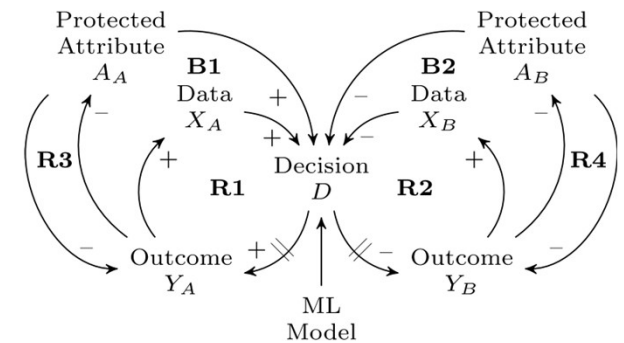 Protected
Attribute
A_A
Protected
Attribute
A_B
B1
B2
Data
X_A
Data
X_B
+
–
+
–
–
–
+
+
R3
R4
Decision
D
R1
R2
–
+
–
–
Outcome
Y_A
Outcome
Y_B
ML
Model